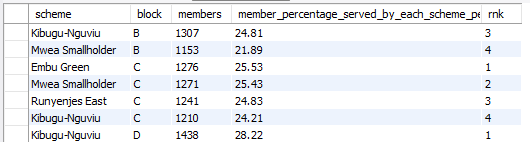 scheme block members member_percentage_served_by_each_scheme_pe rnk
Kibugu-Nguviu B 1307 24.81 3
Mwea Smallholder B 1153 21.89 4
Embu Green C 1276 25.53 1
Mwea Smallholder C 1271 25.43 2
Runyenjes East C 1241 24.83 3
Kibugu-Nguviu C 1210 24.21 4
Kibugu-Nguviu D 1438 28.22 1